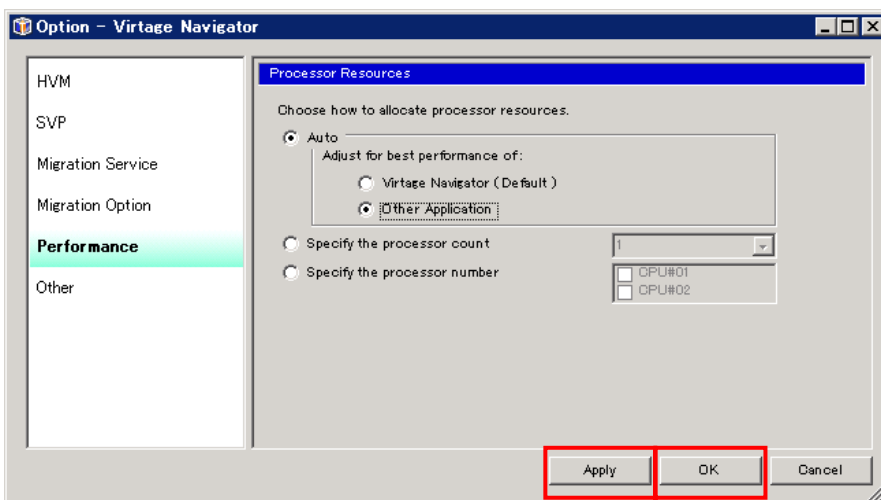 Option - Virtage Navigator
HVM
SVP
Migration Service
Migration Option
Performance
Other
Processor Resources
Choose how to allocate processor resources.
Auto
Adjust for best performance of:
Virtage Navigator ( Default )
Other Application
Specify the processor count
1
Specify the processor number
CPU#01
CPU#02
Apply
OK
Cancel